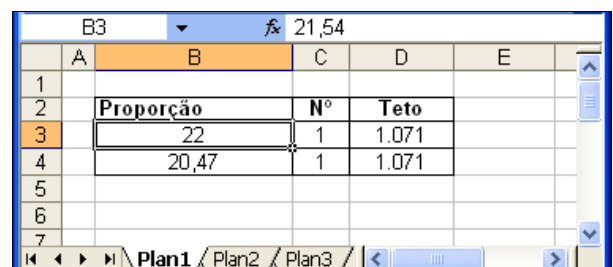 B3 fx 21,54
A B C D E
1
2 Proporção Nº Teto
3 22 1 1.071
4 20,47 1 1.071
5
6
7
Plan1 / Plan2 / Plan3 /